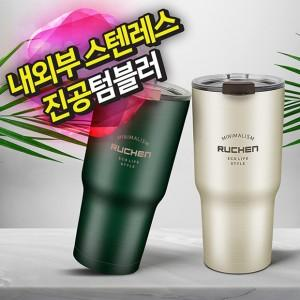 내외부 스텐레스
진공텀블러
MINIMALISM
RUCHEN
ECO LIFE
STYLE
MINIMALISM
RUCHEN
ECO LIFE
STYLE